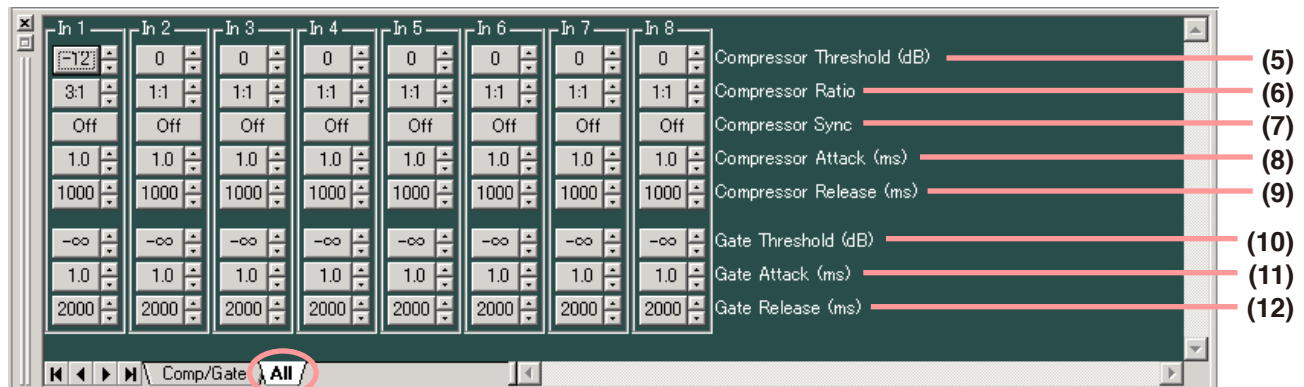 In 1 In 2 In 3 In 4 In 5 In 6 In 7 In 8
-12 0 0 0 0 0 0 0 Compressor Threshold (dB) (5)
3:1 1:1 1:1 1:1 1:1 1:1 1:1 1:1 Compressor Ratio (6)
Off Off Off Off Off Off Off Off Compressor Sync (7)
1.0 1.0 1.0 1.0 1.0 1.0 1.0 1.0 Compressor Attack (ms) (8)
1000 1000 1000 1000 1000 1000 1000 1000 Compressor Release (ms) (9)
-∞ -∞ -∞ -∞ -∞ -∞ -∞ -∞ Gate Threshold (dB) (10)
1.0 1.0 1.0 1.0 1.0 1.0 1.0 1.0 Gate Attack (ms) (11)
2000 2000 2000 2000 2000 2000 2000 2000 Gate Release (ms) (12)
Comp/Gate All